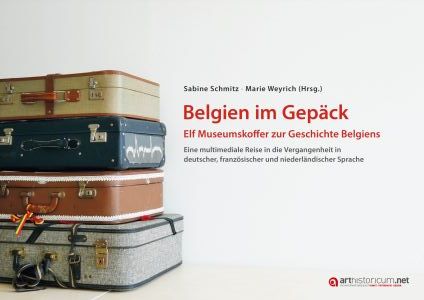 Sabine Schmitz · Marie Weyrich (Hrsg.)
Belgien im Gepäck
Elf Museumskoffer zur Geschichte Belgiens
Eine multimediale Reise in die Vergangenheit in
deutscher, französischer und niederländischer Sprache
arthistoricum.net